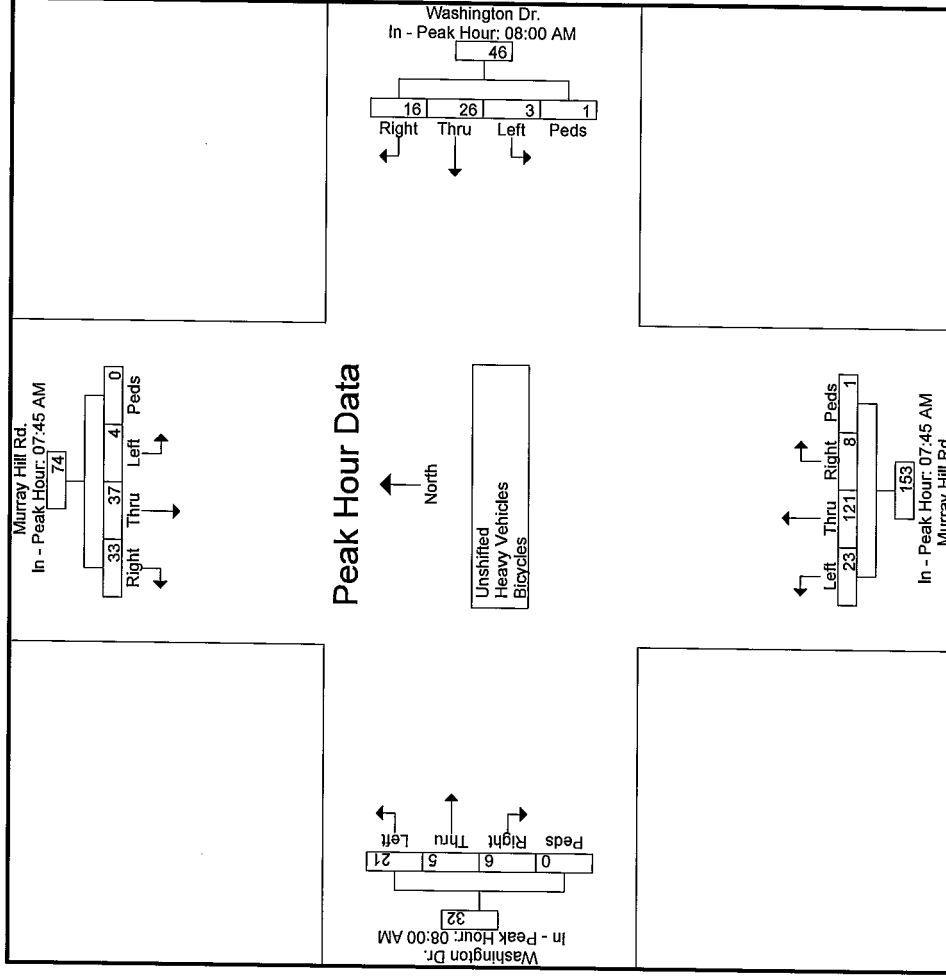 Murray Hill Rd.
In - Peak Hour: 07:45 AM
74
33 37 4 0
Right Thru Left Peds
Washington Dr.
In - Peak Hour: 08:00 AM
46
16 26 3 1
Right Thru Left Peds
Peak Hour Data
North
Unshifted
Heavy Vehicles
Bicycles
Washington Dr.
In - Peak Hour: 08:00 AM
32
0 6 5 21
Peds Right Thru Left
Left Thru Right Peds
23 121 8 1
153
In - Peak Hour: 07:45 AM
Murray Hill Rd.